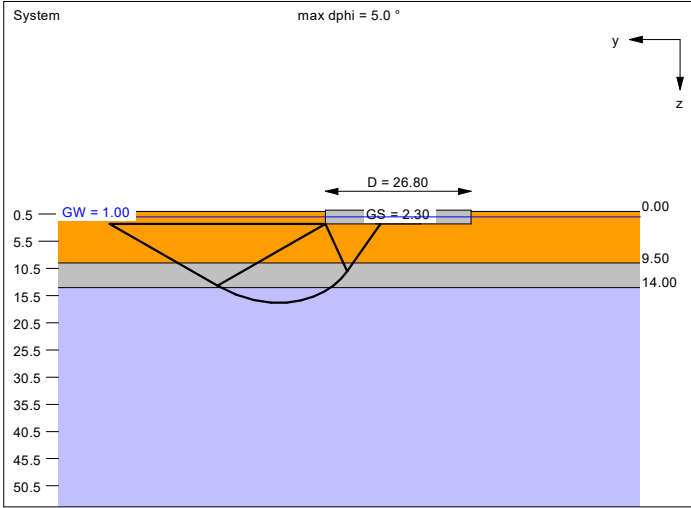 System
max dphi = 5.0 °
y
z
D = 26.80
GW = 1.00
GS = 2.30
0.00
9.50
14.00
0.5
5.5
10.5
15.5
20.5
25.5
30.5
35.5
40.5
45.5
50.5